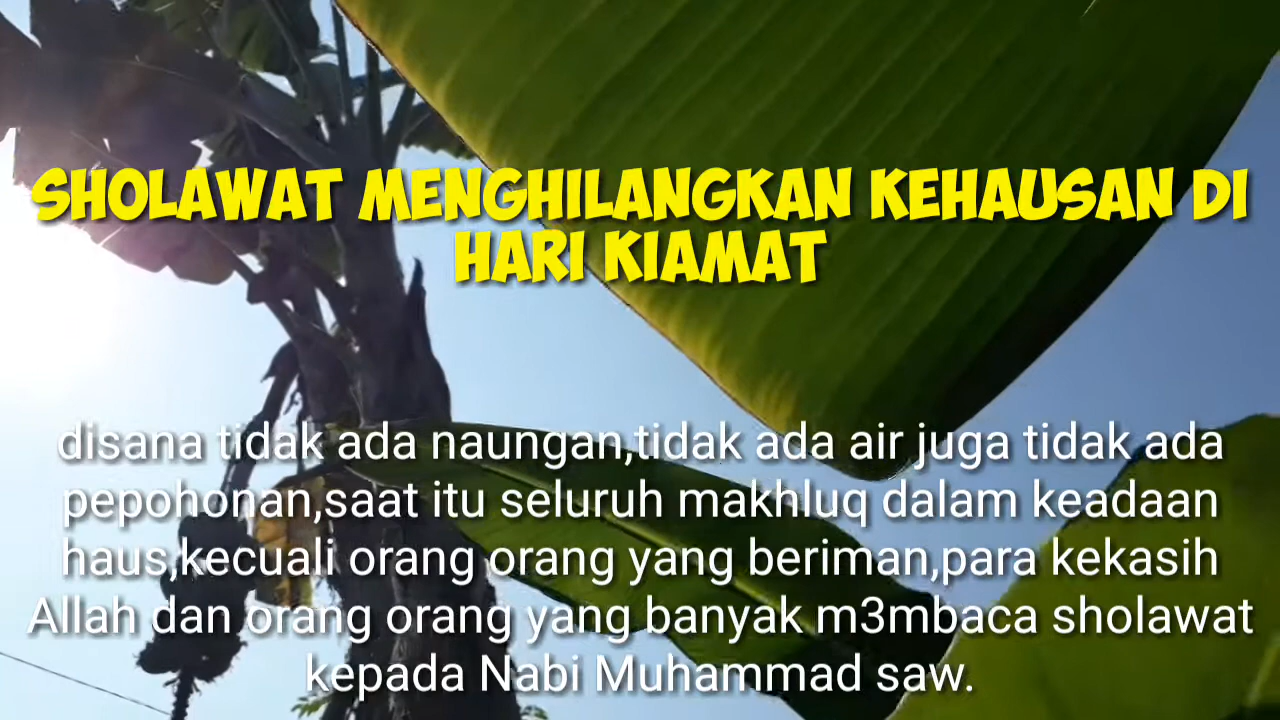 SHOLAWAT MENGHILANGKAN KEHAUSAN DI
HARI KIAMAT
disana tidak ada naungan,tidak ada air juga tidak ada
pepohonan,saat itu seluruh makhluq dalam keadaan
haus,kecuali orang orang yang beriman,para kekasih
Allah dan orang orang yang banyak m3mbaca sholawat
kepada Nabi Muhammad saw.